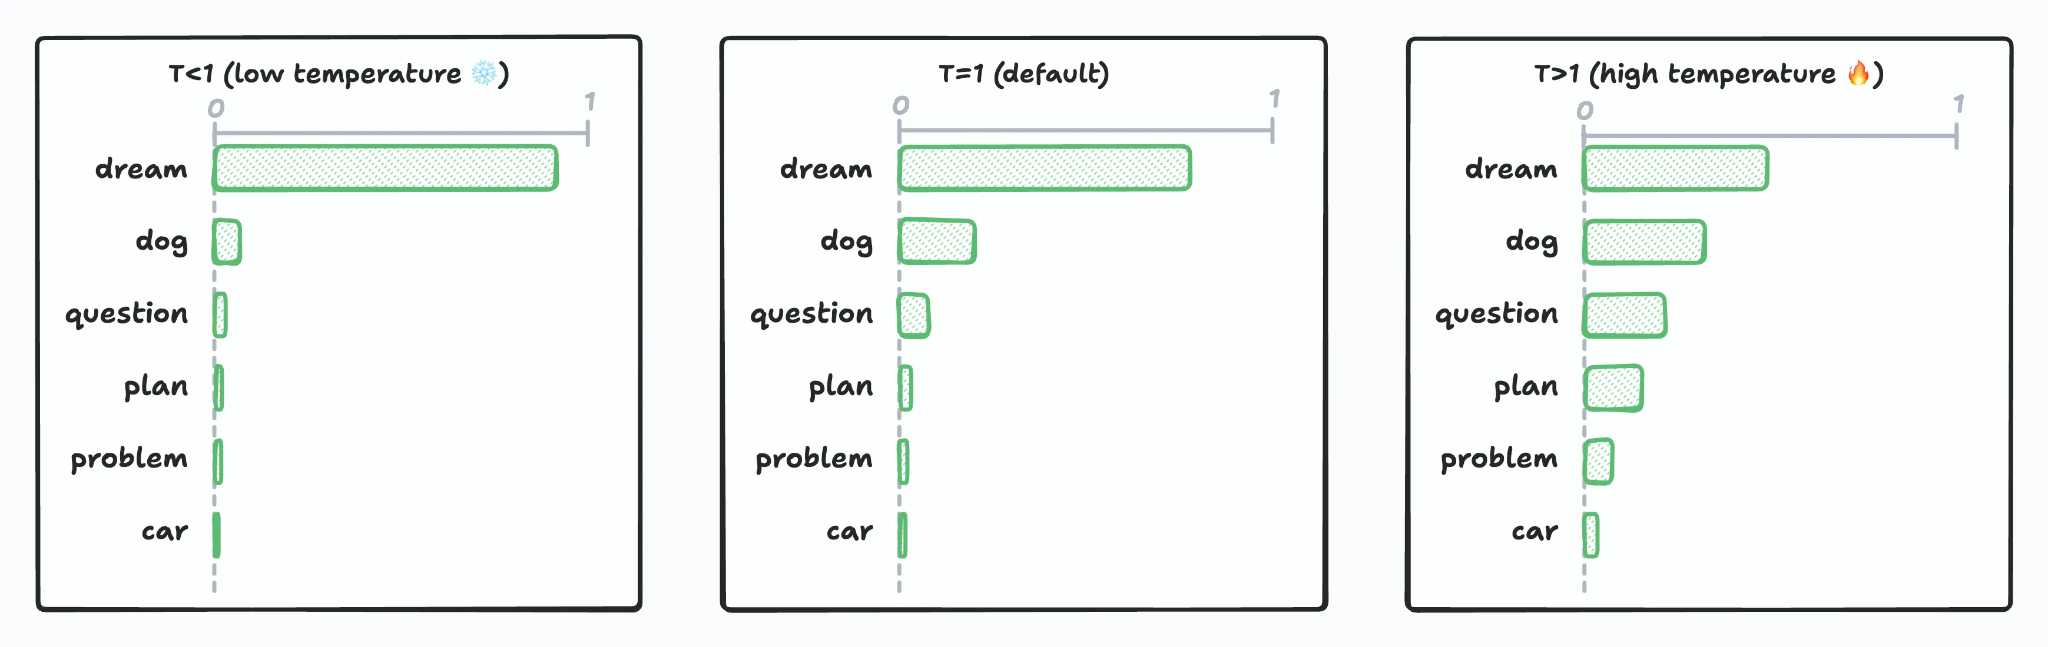 T<1 (low temperature ❄️)
0 1
dream
dog
question
plan
problem
car
T=1 (default)
0 1
dream
dog
question
plan
problem
car
T>1 (high temperature 🔥)
0 1
dream
dog
question
plan
problem
car